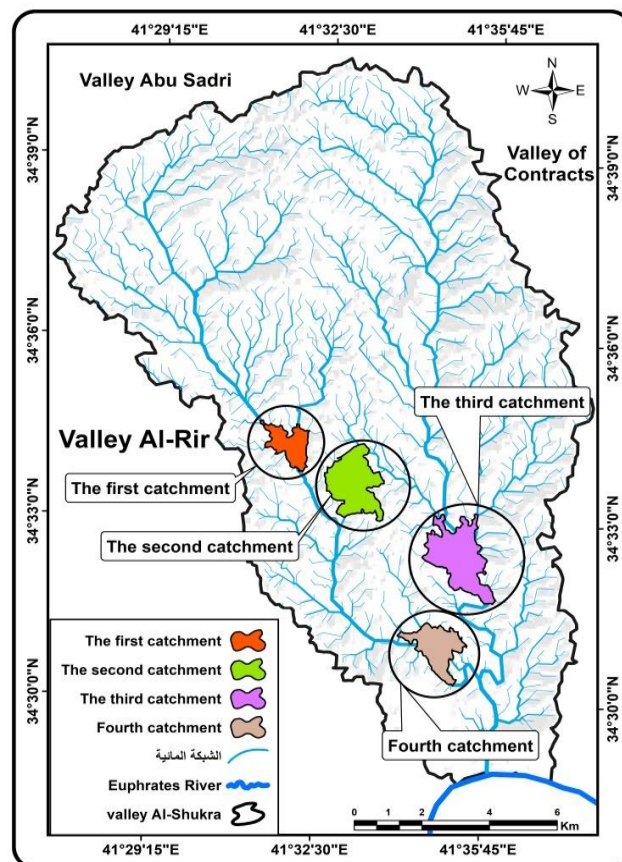 41°29'15"E
41°32'30"E
41°35'45"E
Valley Abu Sadri
N
W
E
S
34°39'0"N
Valley of
Contracts
34°39'0"N
34°36'0"N
34°36'0"N
The third catchment
Valley Al-Rir
The first catchment
34°33'0"N
The second catchment
34°33'0"N
The first catchment
The second catchment
The third catchment
Fourth catchment
الشبكة المائية
Euphrates River
valley Al-Shukra
34°30'0"N
34°30'0"N
Fourth catchment
0 1 2 4 6
Km
41°29'15"E
41°32'30"E
41°35'45"E